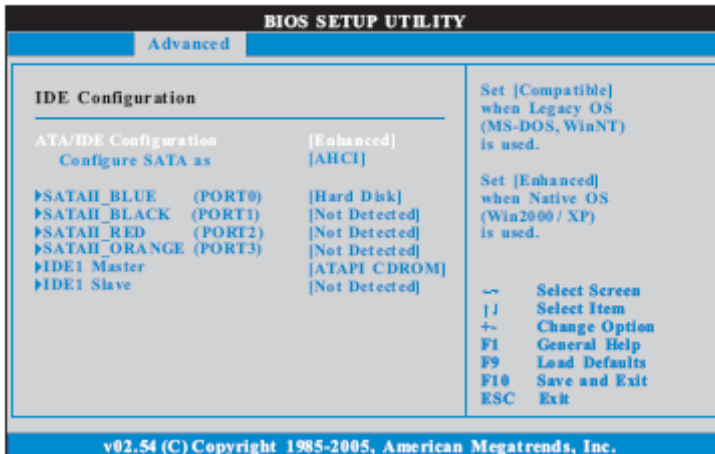 BIOS SETUP UTILITY
Advanced
IDE Configuration
ATA/IDE Configuration [Enhanced]
Configure SATA as [AHCI]
SATAII_BLUE (PORT0) [Hard Disk]
SATAII_BLACK (PORT1) [Not Detected]
SATAII_RED (PORT2) [Not Detected]
SATAII_ORANGE (PORT3) [Not Detected]
IDE1 Master [ATAPI CDROM]
IDE1 Slave [Not Detected]
Set [Compatible]
when Legacy OS
(MS-DOS, WinNT)
is used.
Set [Enhanced]
when Native OS
(Win2000 / XP)
is used.
←→ Select Screen
↑↓ Select Item
+- Change Option
F1 General Help
F9 Load Defaults
F10 Save and Exit
ESC Exit
v02.54 (C) Copyright 1985-2005, American Megatrends, Inc.